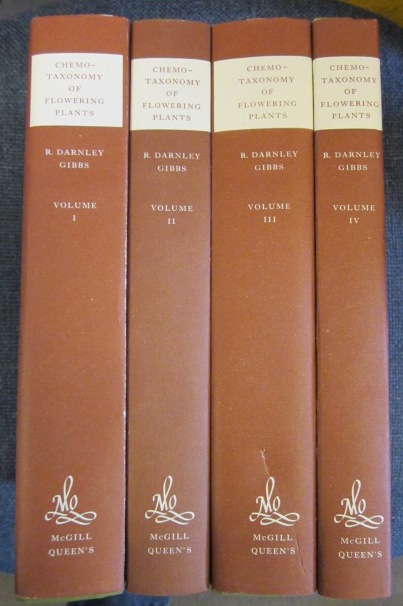 CHEMO-
TAXONOMY
OF
FLOWERING
PLANTS
R. DARNLEY
GIBBS
VOLUME
I
McGILL
QUEEN'S
CHEMO-
TAXONOMY
OF
FLOWERING
PLANTS
R. DARNLEY
GIBBS
VOLUME
II
McGILL
QUEEN'S
CHEMO-
TAXONOMY
OF
FLOWERING
PLANTS
R. DARNLEY
GIBBS
VOLUME
III
McGILL
QUEEN'S
CHEMO-
TAXONOMY
OF
FLOWERING
PLANTS
R. DARNLEY
GIBBS
VOLUME
IV
McGILL
QUEEN'S